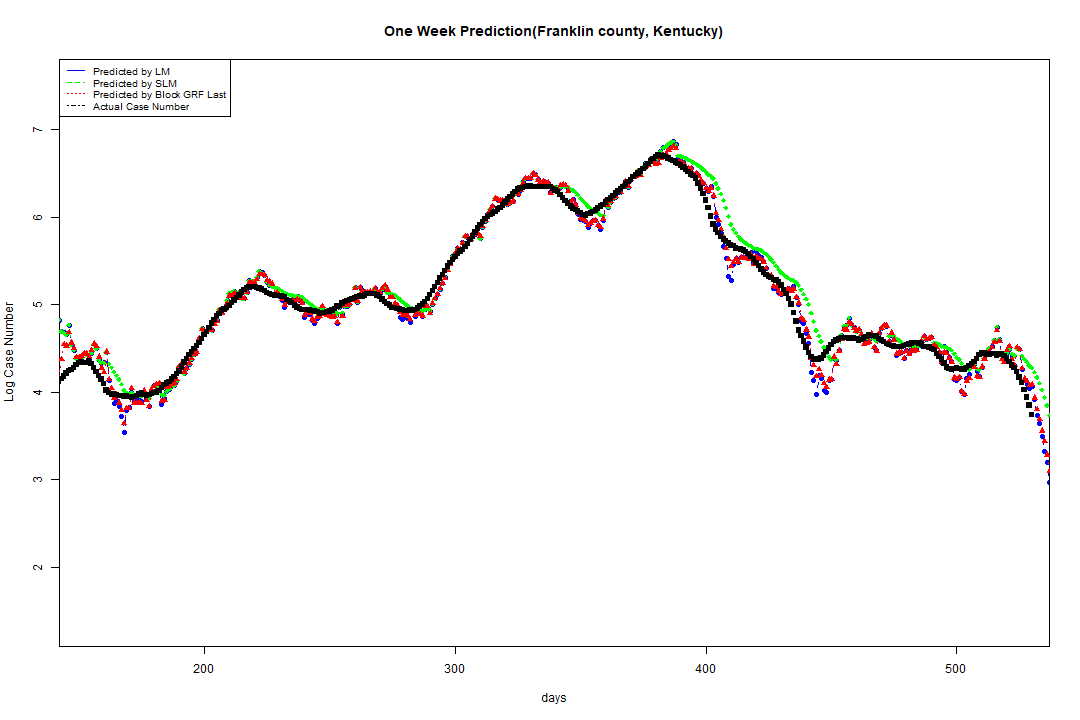 One Week Prediction(Franklin county, Kentucky)
Predicted by LM
Predicted by SLM
Predicted by Block GRF Last
Actual Case Number
7
6
5
4
3
2
Log Case Number
200 300 400 500
days